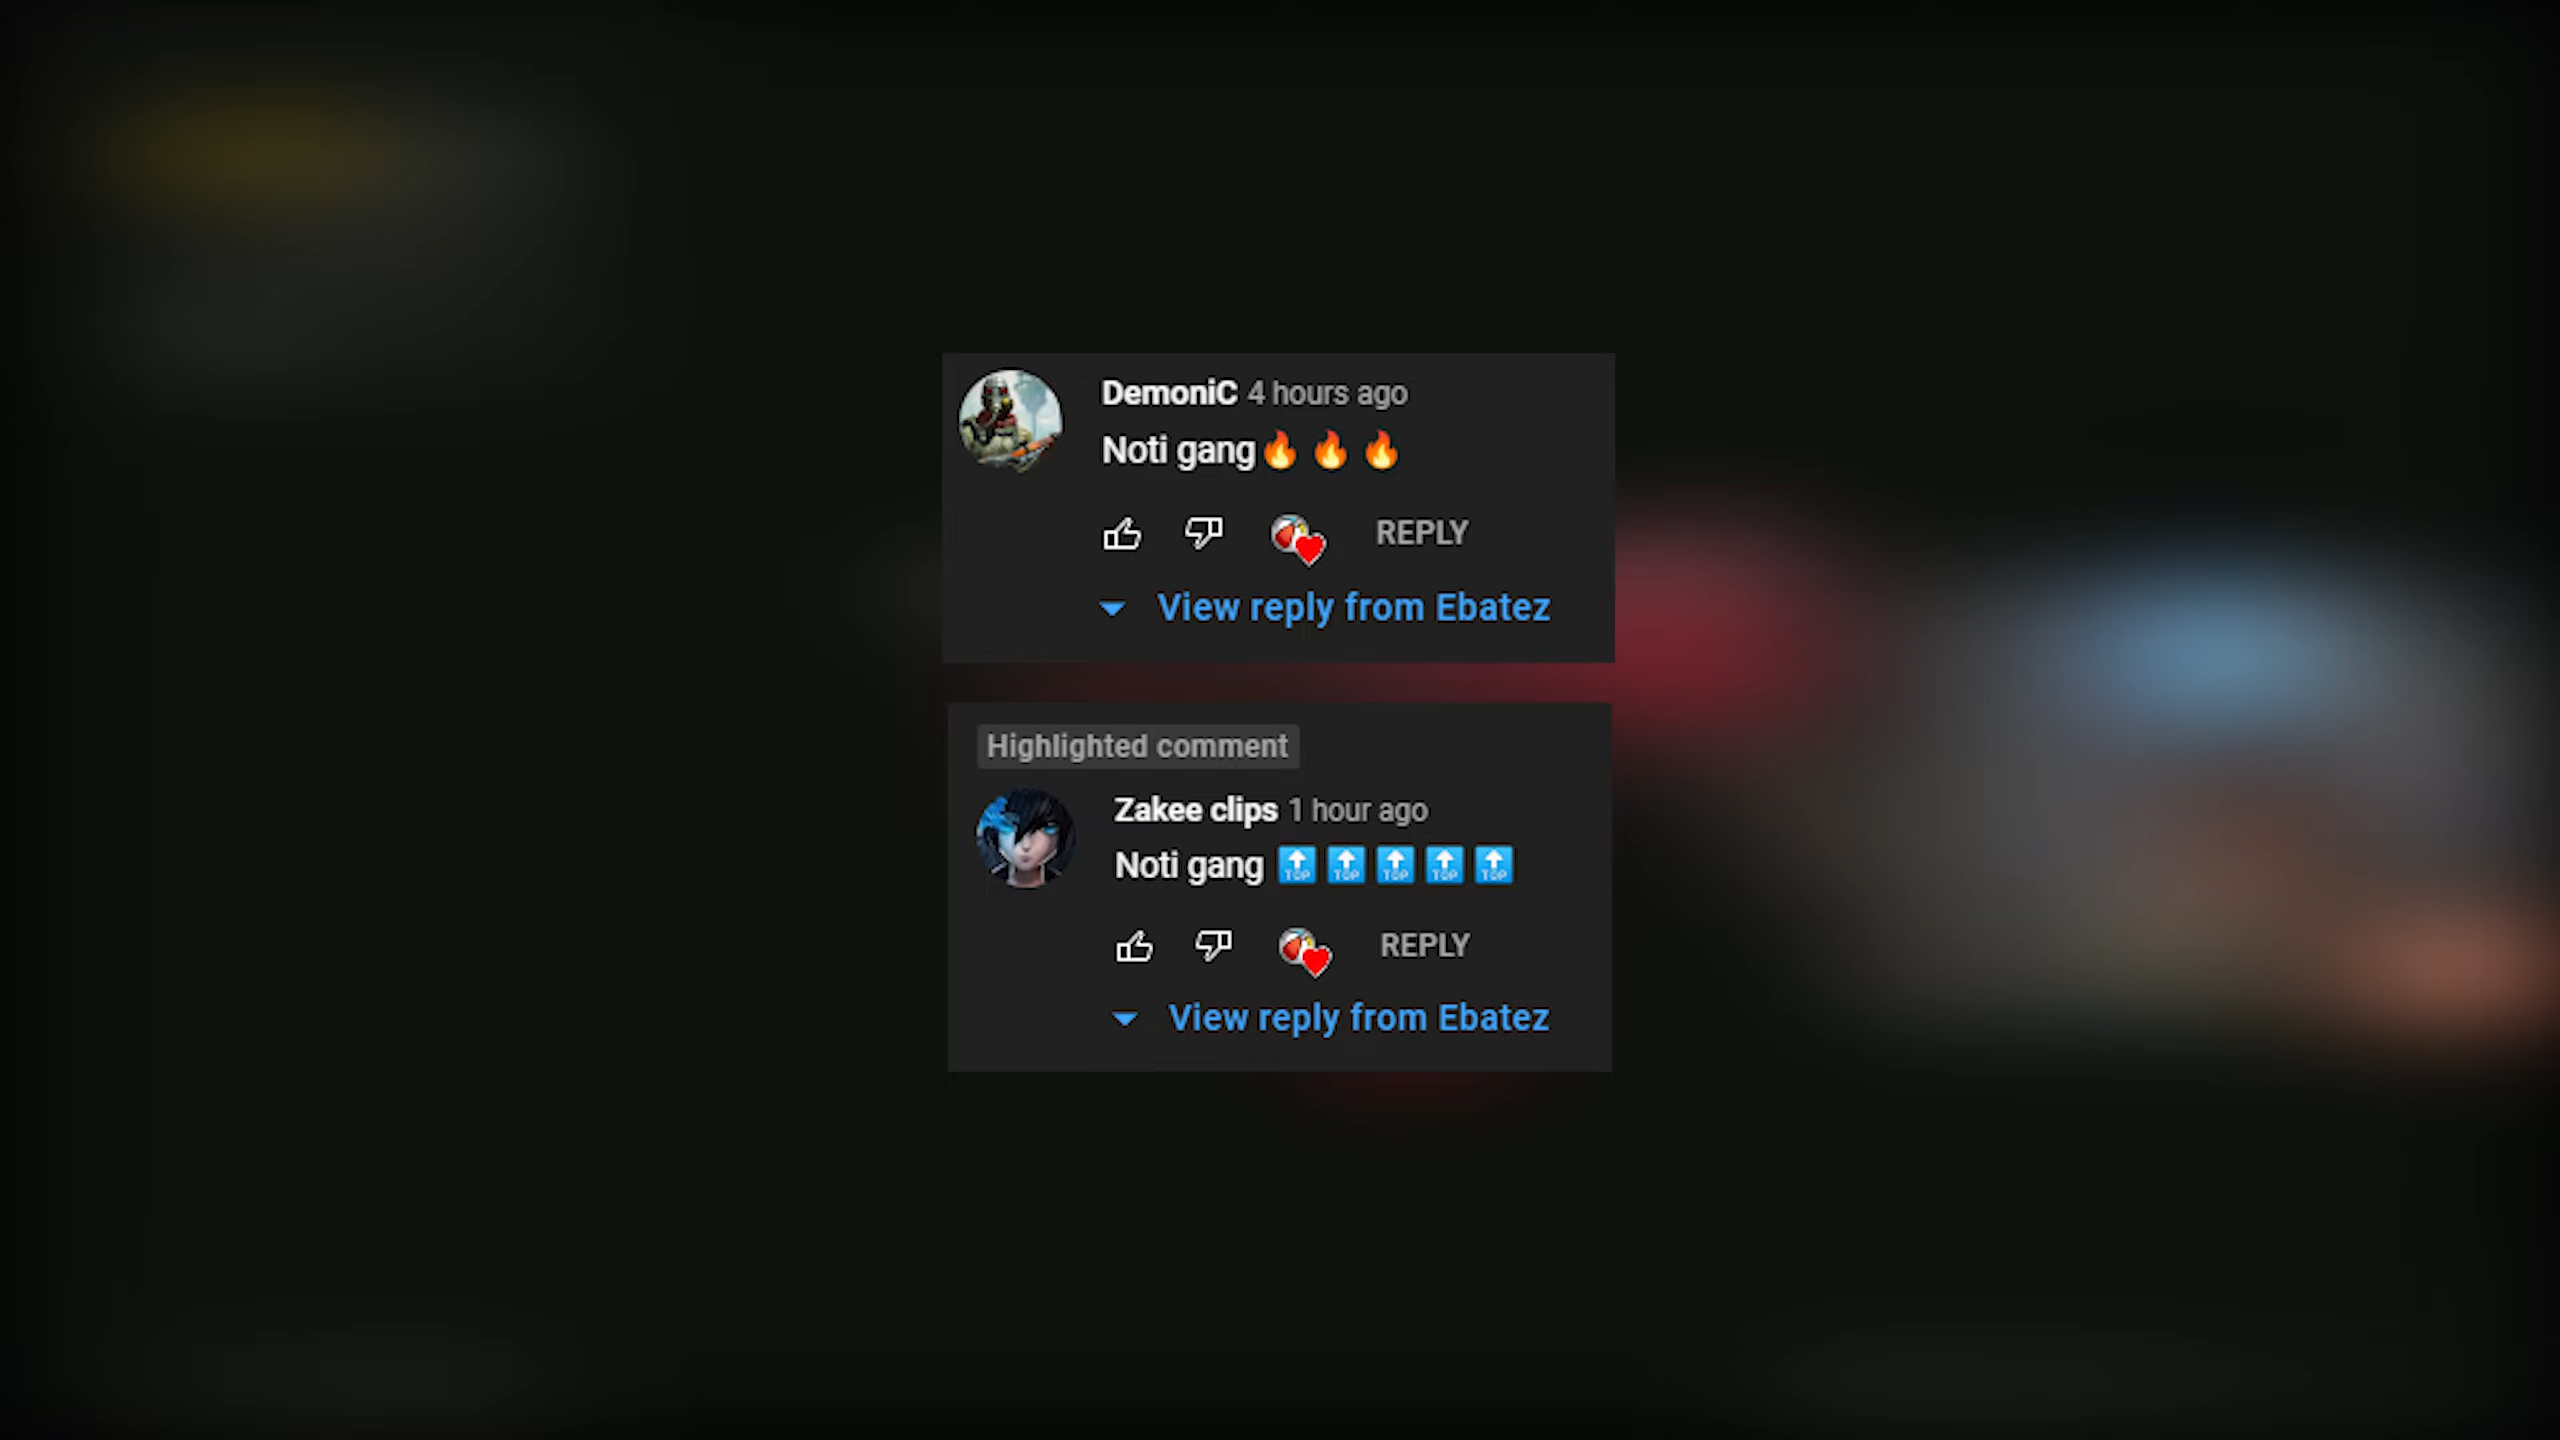 DemoniC 4 hours ago
Noti gang🔥 🔥 🔥
REPLY
View reply from Ebatez
Highlighted comment
Zakee clips 1 hour ago
Noti gang 🔝 🔝 🔝 🔝 🔝
REPLY
View reply from Ebatez